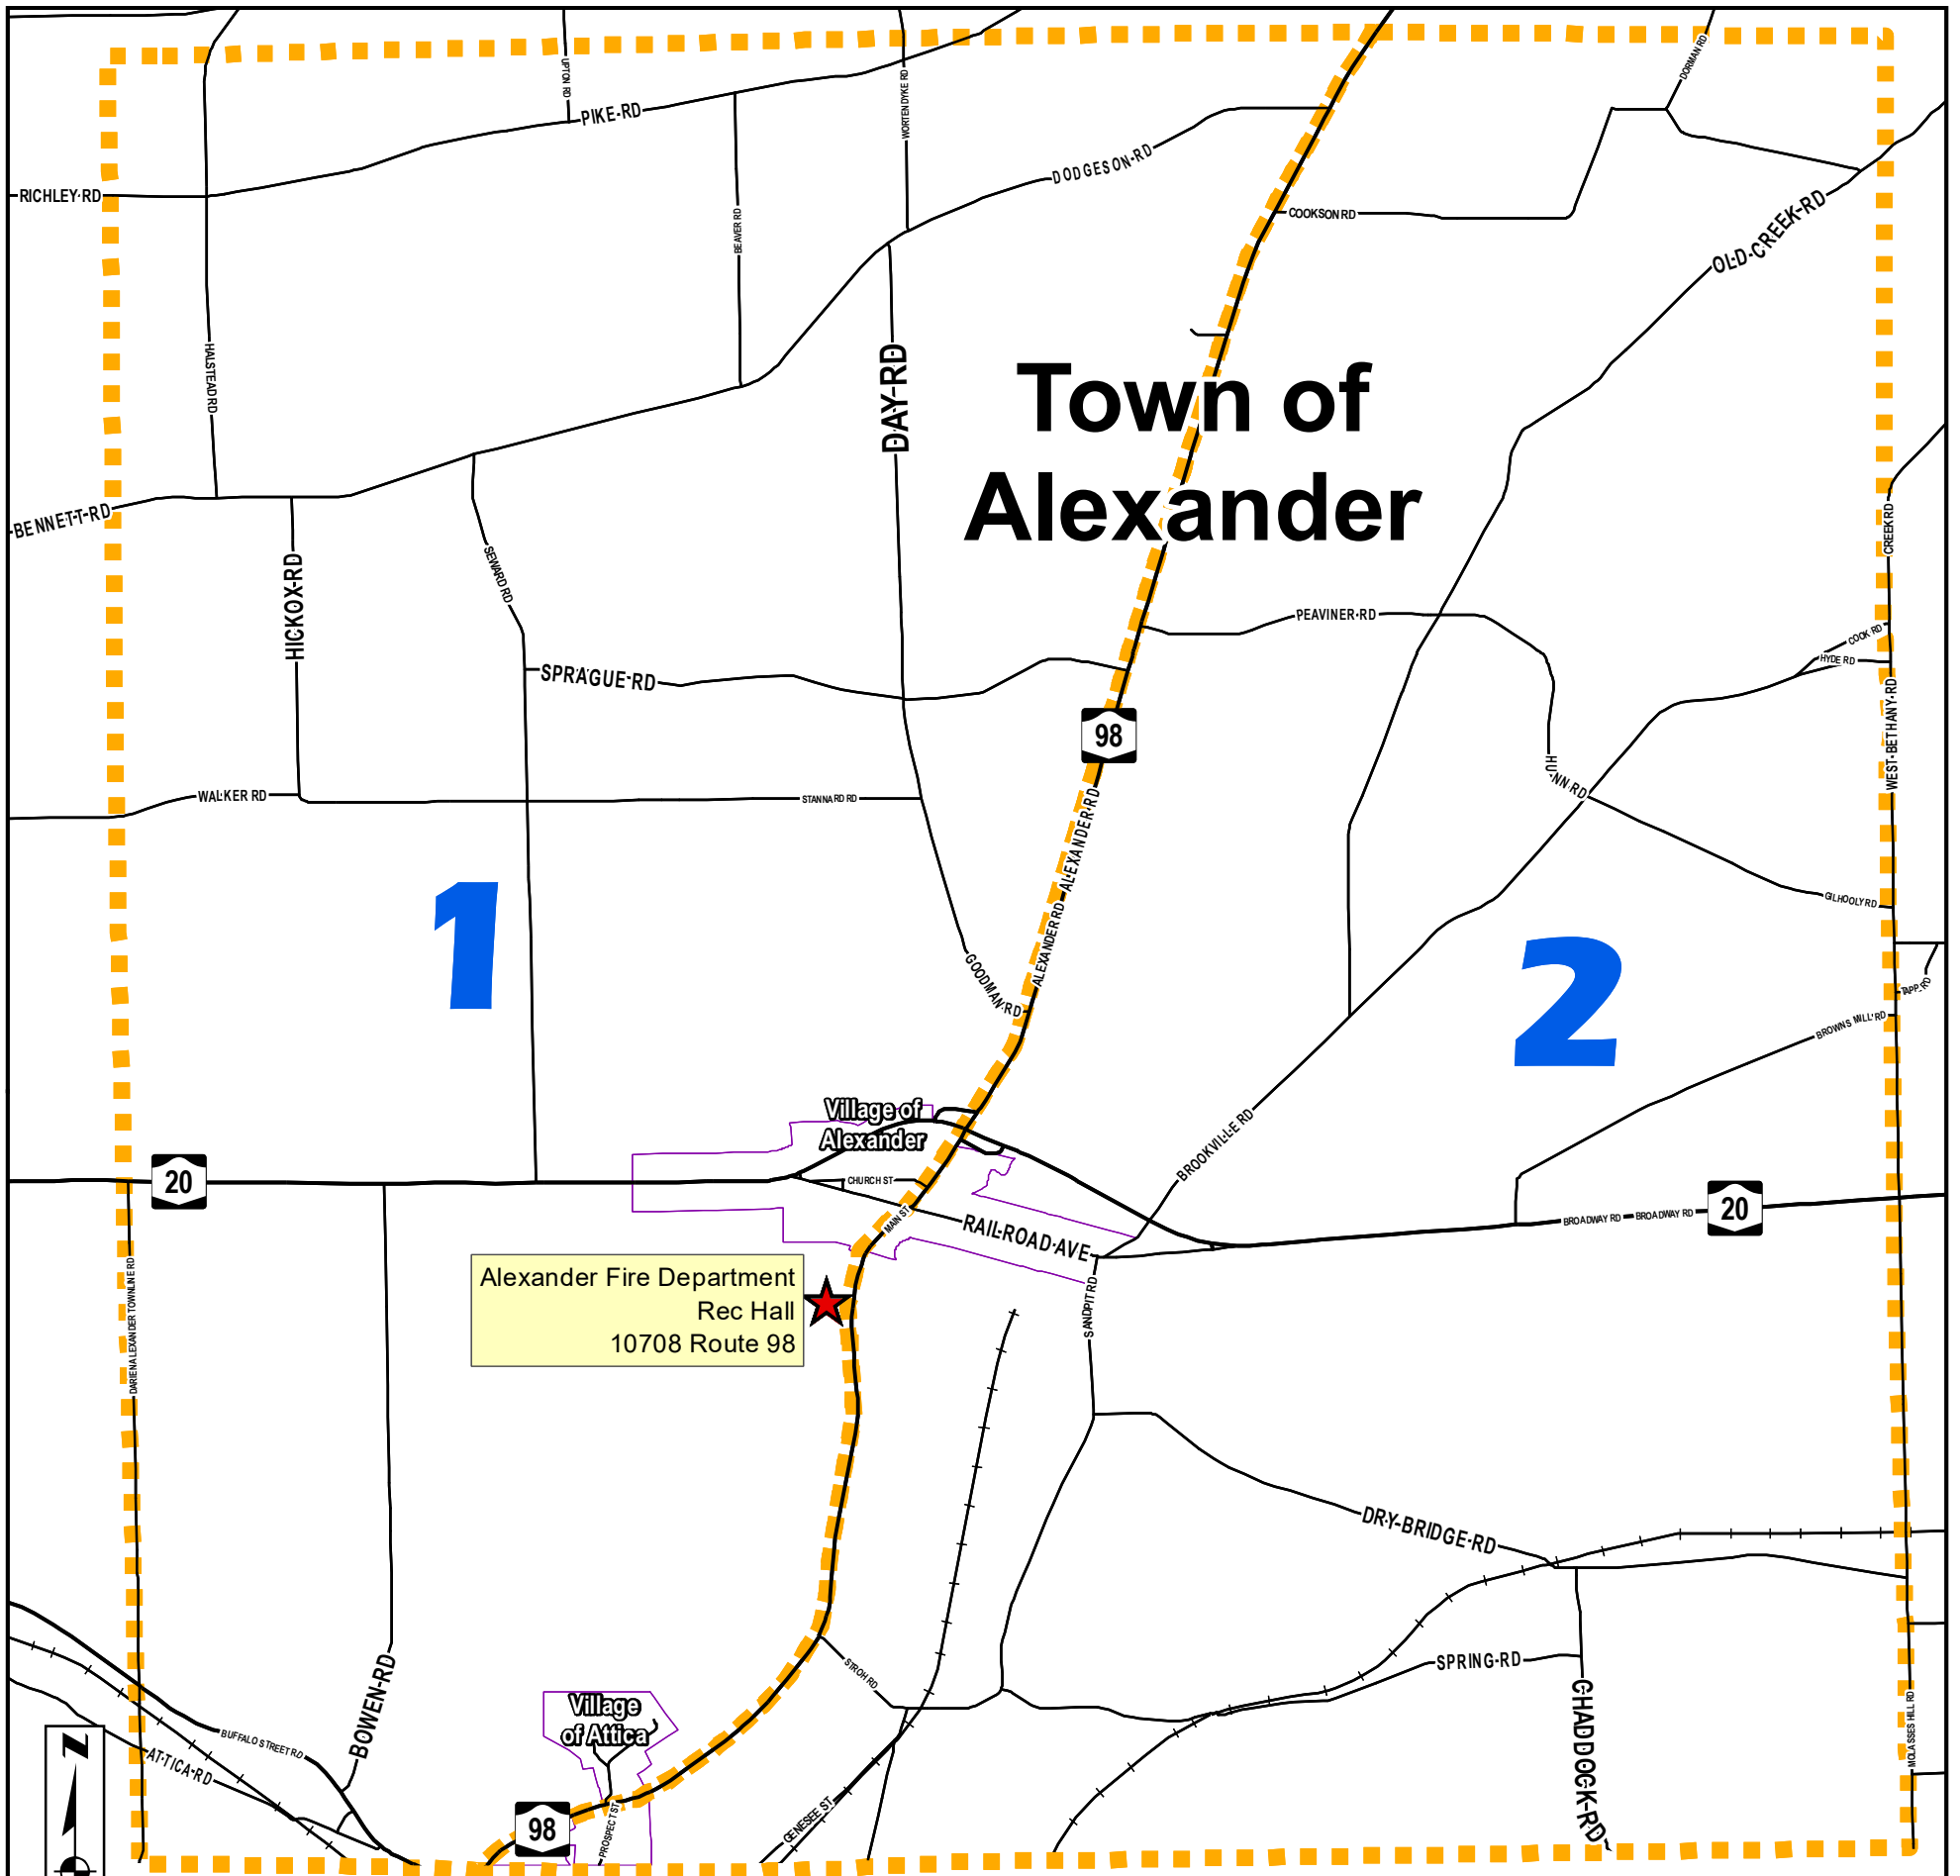 UPTON RD
PIKE-RD
WORTENDYKE RD
DORMAN RD
DODGESON-RD
RICHLEY RD
BEAVER RD
COOKSON RD
OLD-CREEK-RD
HALSTEAD RD
DAY-RD
Town of
Alexander
BENNETT-RD
CREEK RD
HICKOX-RD
SEWARD RD
PEAVINER-RD
COOK RD
HYDE RD
SPRAGUE-RD
98
WEST-BETHANY-RD
HUNN RD
WALKER RD
STANNARD RD
ALEXANDER-RD
ALEXANDER RD
1
GILHOOLY RD
2
GOODMAN RD
TAPP RD
BROWNS MILL RD
Village of
Alexander
BROOKVILLE RD
20
CHURCH ST
MAIN ST
RAIL-ROAD-AVE
BROADWAY RD
BROADWAY RD
20
DARIEN ALEXANDER TOWNLINE RD
Alexander Fire Department
Rec Hall
10708 Route 98
SANDPIT RD
DRY-BRIDGE-RD
STROH RD
SPRING-RD
BOWEN-RD
Village
of Attica
CHADDOCK-RD
MOLASSES HILL RD
BUFFALO STREET RD
ATTICA-RD
Z
98
PROSPECT ST
GENESEE ST